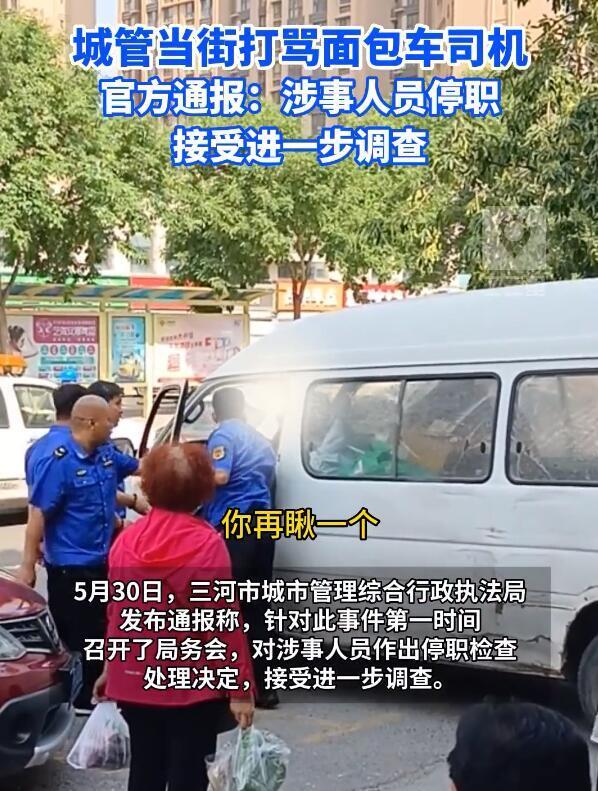 城管当街打骂面包车司机
官方通报：涉事人员停职
接受进一步调查
你再瞅一个
5月30日，三河市城市管理综合行政执法局
发布通报称，针对此事件第一时间
召开了局务会，对涉事人员作出停职检查
处理决定，接受进一步调查。